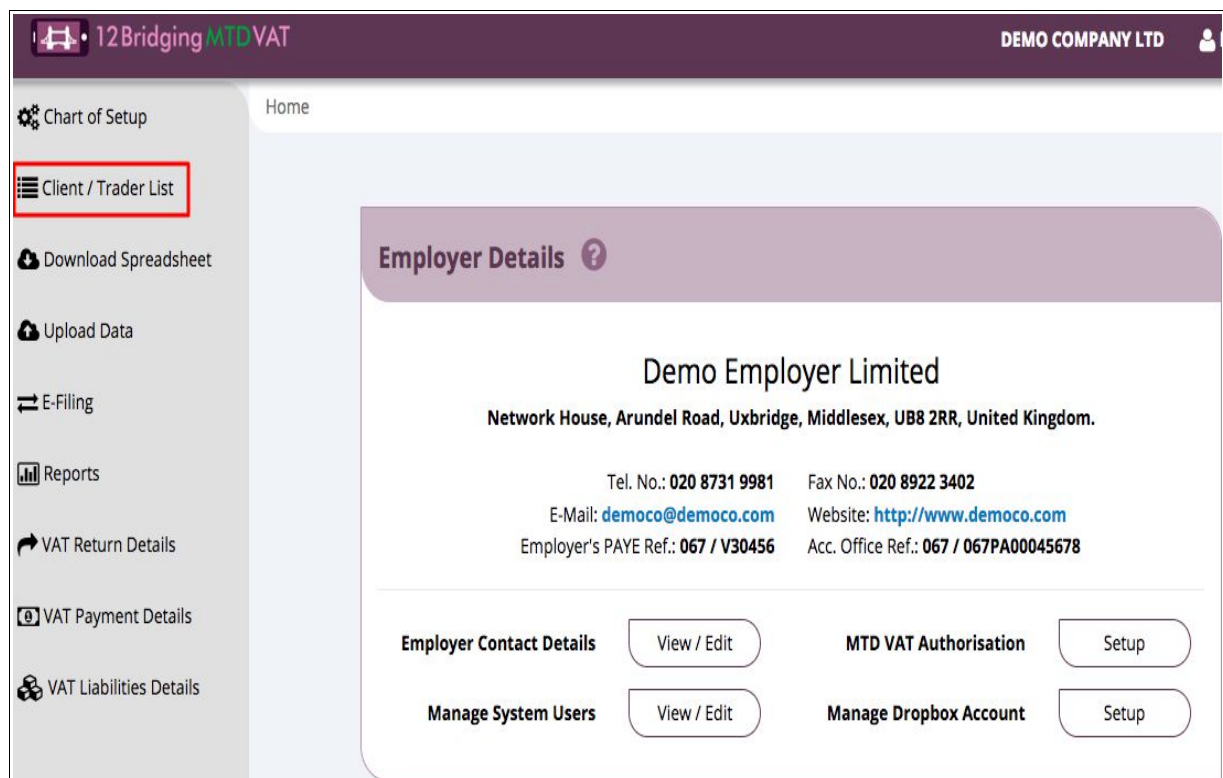 12BridgingMTDVAT
DEMO COMPANY LTD
Chart of Setup
Client / Trader List
Download Spreadsheet
Upload Data
E-Filing
Reports
VAT Return Details
VAT Payment Details
VAT Liabilities Details
Home
Employer Details ?
Demo Employer Limited
Network House, Arundel Road, Uxbridge, Middlesex, UB8 2RR, United Kingdom.
Tel. No.: 020 8731 9981 Fax No.: 020 8922 3402
E-Mail: democo@democo.com Website: http://www.democo.com
Employer's PAYE Ref.: 067 / V30456 Acc. Office Ref.: 067 / 067PA00045678
Employer Contact Details View / Edit MTD VAT Authorisation Setup
Manage System Users View / Edit Manage Dropbox Account Setup